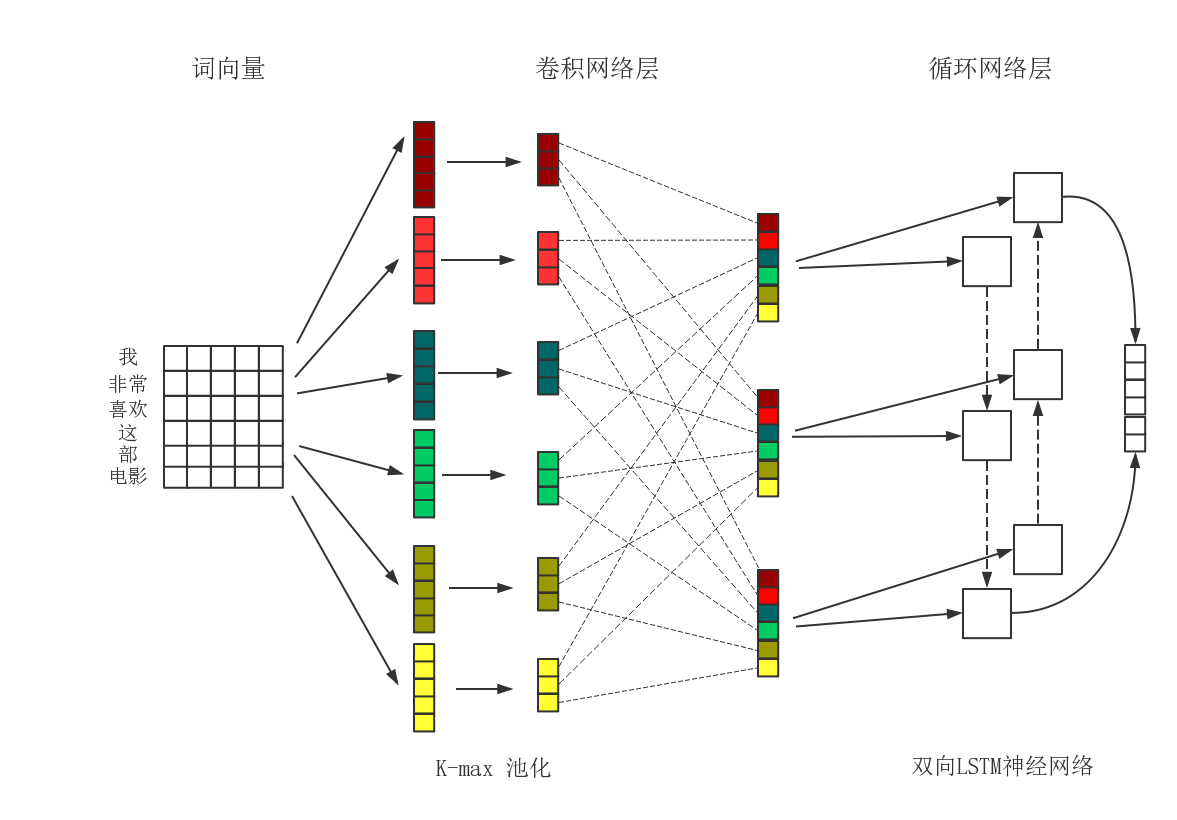 词向量
卷积网络层
循环网络层
我
非常
喜欢
这
部
电影
K-max 池化
双向LSTM神经网络